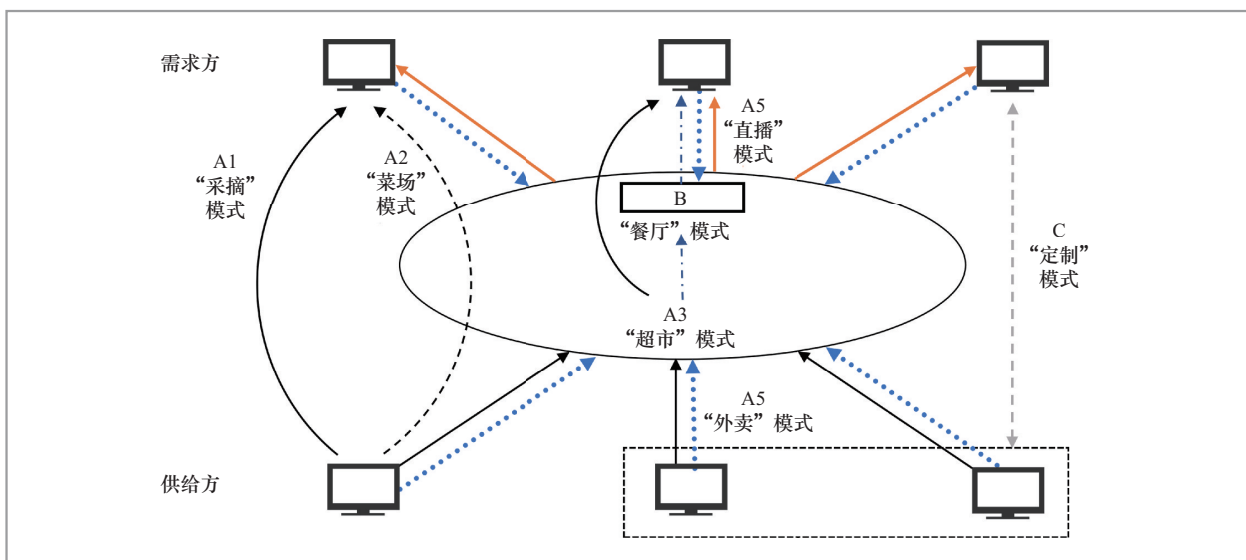 需求方
A1
“采摘”
模式
A2
“菜场”
模式
A5
“直播”
模式
B
“餐厅”模式
C
“定制”
模式
A3
“超市”模式
A5
“外卖”模式
供给方